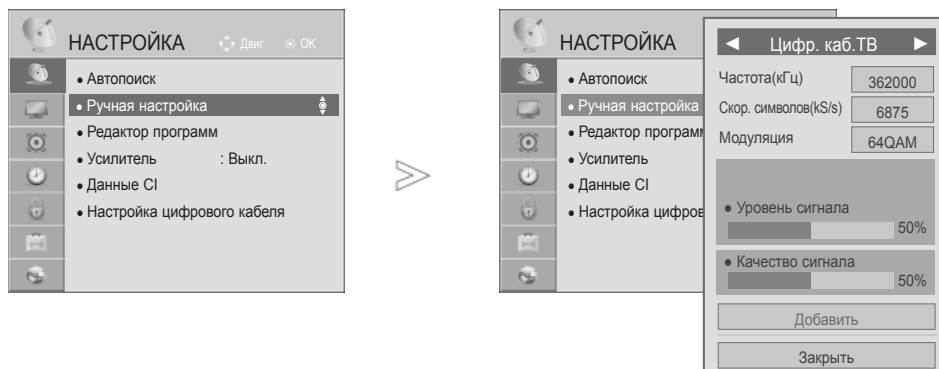 НАСТРОЙКА
Двиг OK
• Автопоиск
• Ручная настройка
• Редактор программ
• Усилитель : Выкл.
• Данные CI
• Настройка цифрового кабеля
НАСТРОЙКА
• Автопоиск
• Ручная настройка
• Редактор програм
• Усилитель
• Данные CI
• Настройка цифров
◄ Цифр. каб.ТВ ►
Частота(кГц) 362000
Скор. символов(kS/s) 6875
Модуляция 64QAM
• Уровень сигнала
50%
• Качество сигнала
50%
Добавить
Закрыть